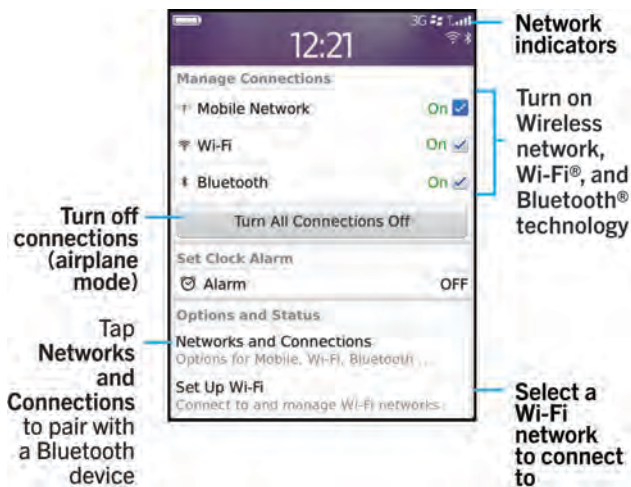 3G
12:21
Network
indicators
Manage Connections
Mobile Network On
Wi-Fi On
Bluetooth On
Turn on
Wireless
network,
Wi-Fi®, and
Bluetooth®
technology
Turn off
connections
(airplane
mode)
Turn All Connections Off
Set Clock Alarm
Alarm OFF
Options and Status
Networks and Connections
Options for Mobile, Wi-Fi, Bluetooth ...
Set Up Wi-Fi
Connect to and manage Wi-Fi networks
Tap
Networks
and
Connections
to pair with
a Bluetooth
device
Select a
Wi-Fi
network
to connect
to